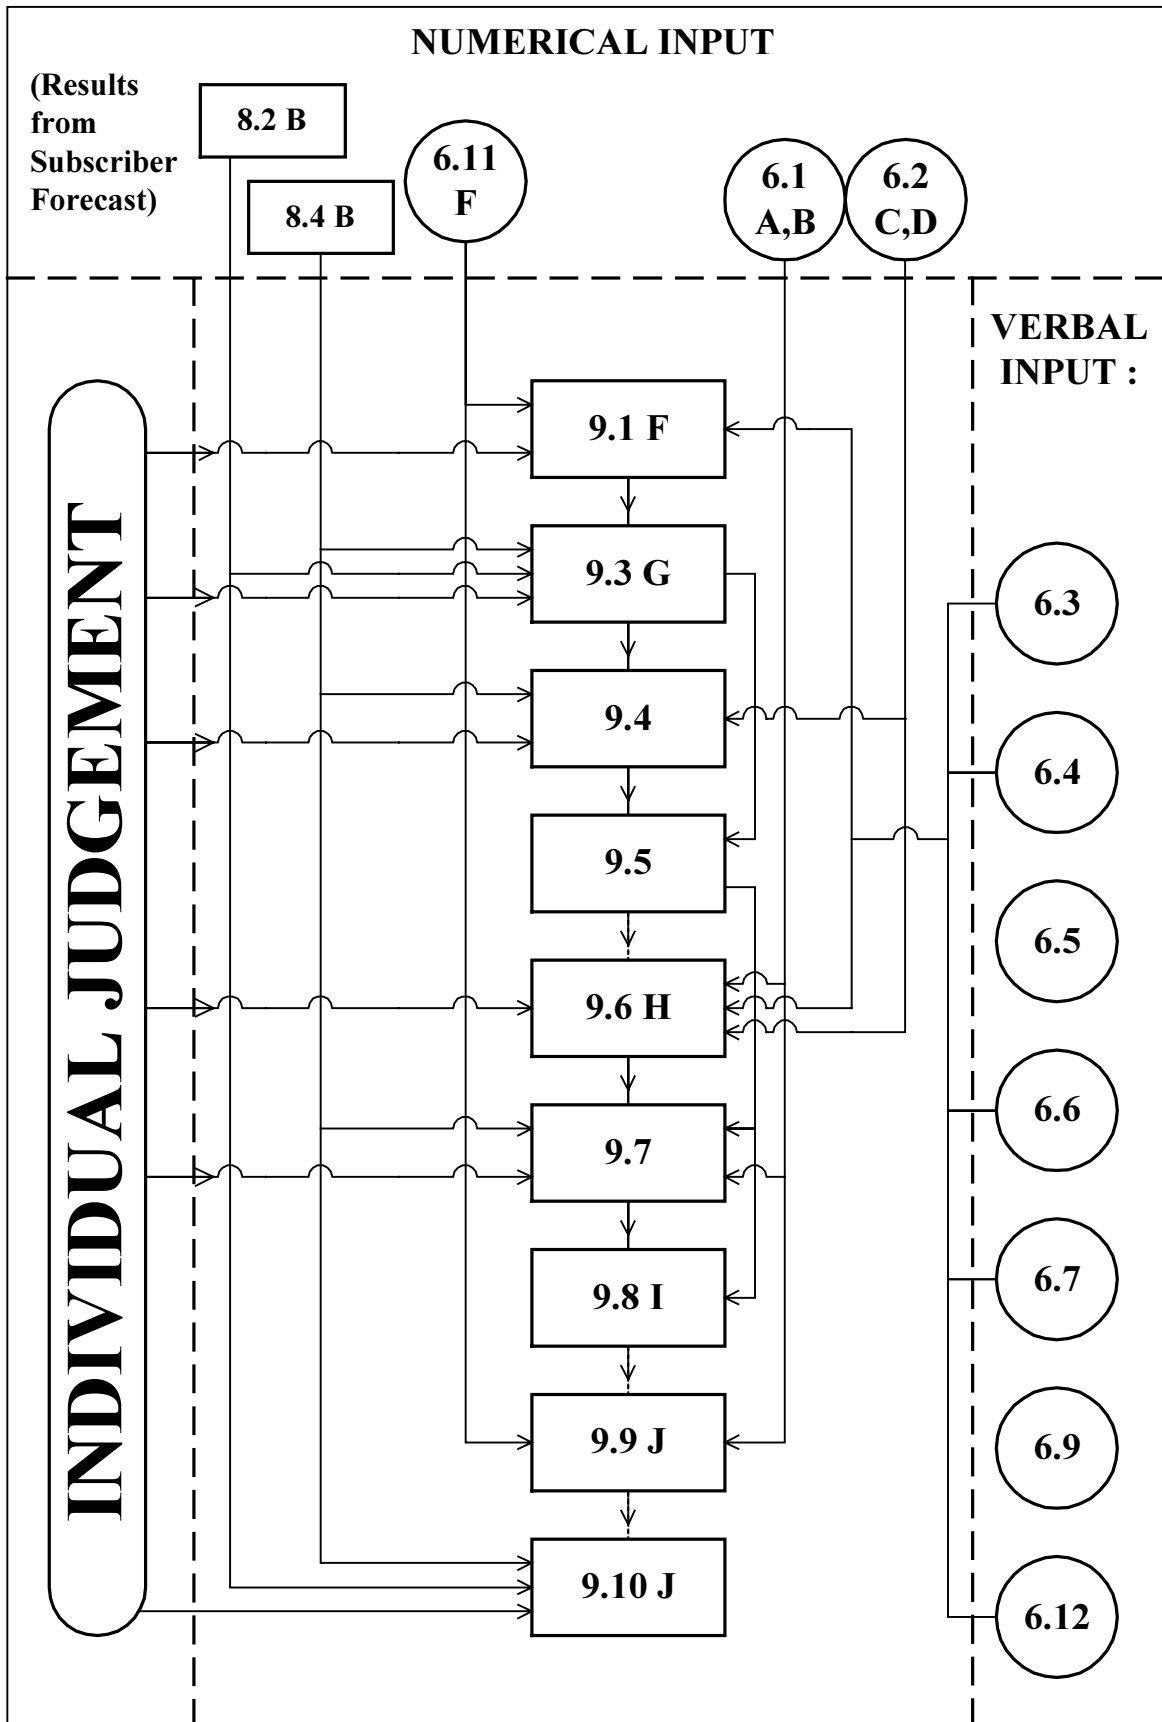 NUMERICAL INPUT
(Results
from
Subscriber
Forecast)
8.2 B
8.4 B
6.11
F
6.1
A,B
6.2
C,D
VERBAL
INPUT :
INDIVIDUAL JUDGEMENT
9.1 F
9.3 G
9.4
9.5
9.6 H
9.7
9.8 I
9.9 J
9.10 J
6.3
6.4
6.5
6.6
6.7
6.9
6.12